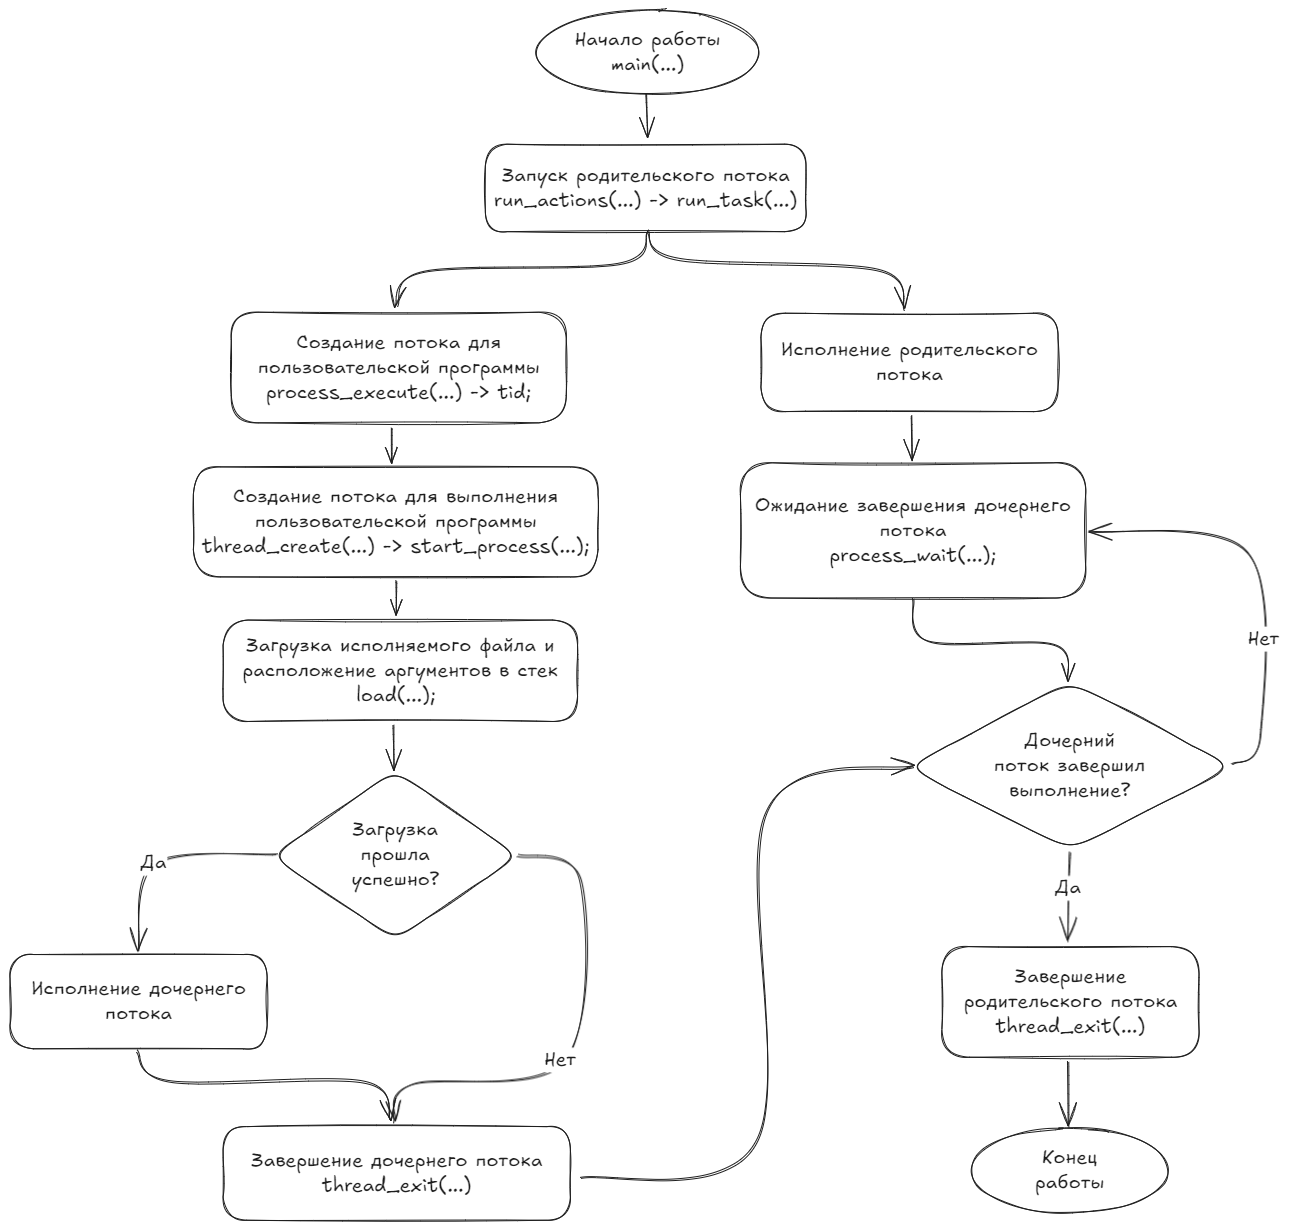 Начало работы
main(...)
Запуск родительского потока
run_actions(...) -> run_task(...)
Создание потока для
пользовательской программы
process_execute(...) -> tid;
Исполнение родительского
потока
Создание потока для выполнения
пользовательской программы
thread_create(...) -> start_process(...);
Ожидание завершения дочернего
потока
process_wait(...);
Загрузка исполняемого файла и
расположение аргументов в стек
load(...);
Нет
Дочерний
поток завершил
выполнение?
Загрузка
прошла
успешно?
Да
Да
Исполнение дочернего
потока
Завершение
родительского потока
thread_exit(...)
Нет
Завершение дочернего потока
thread_exit(...)
Конец
работы